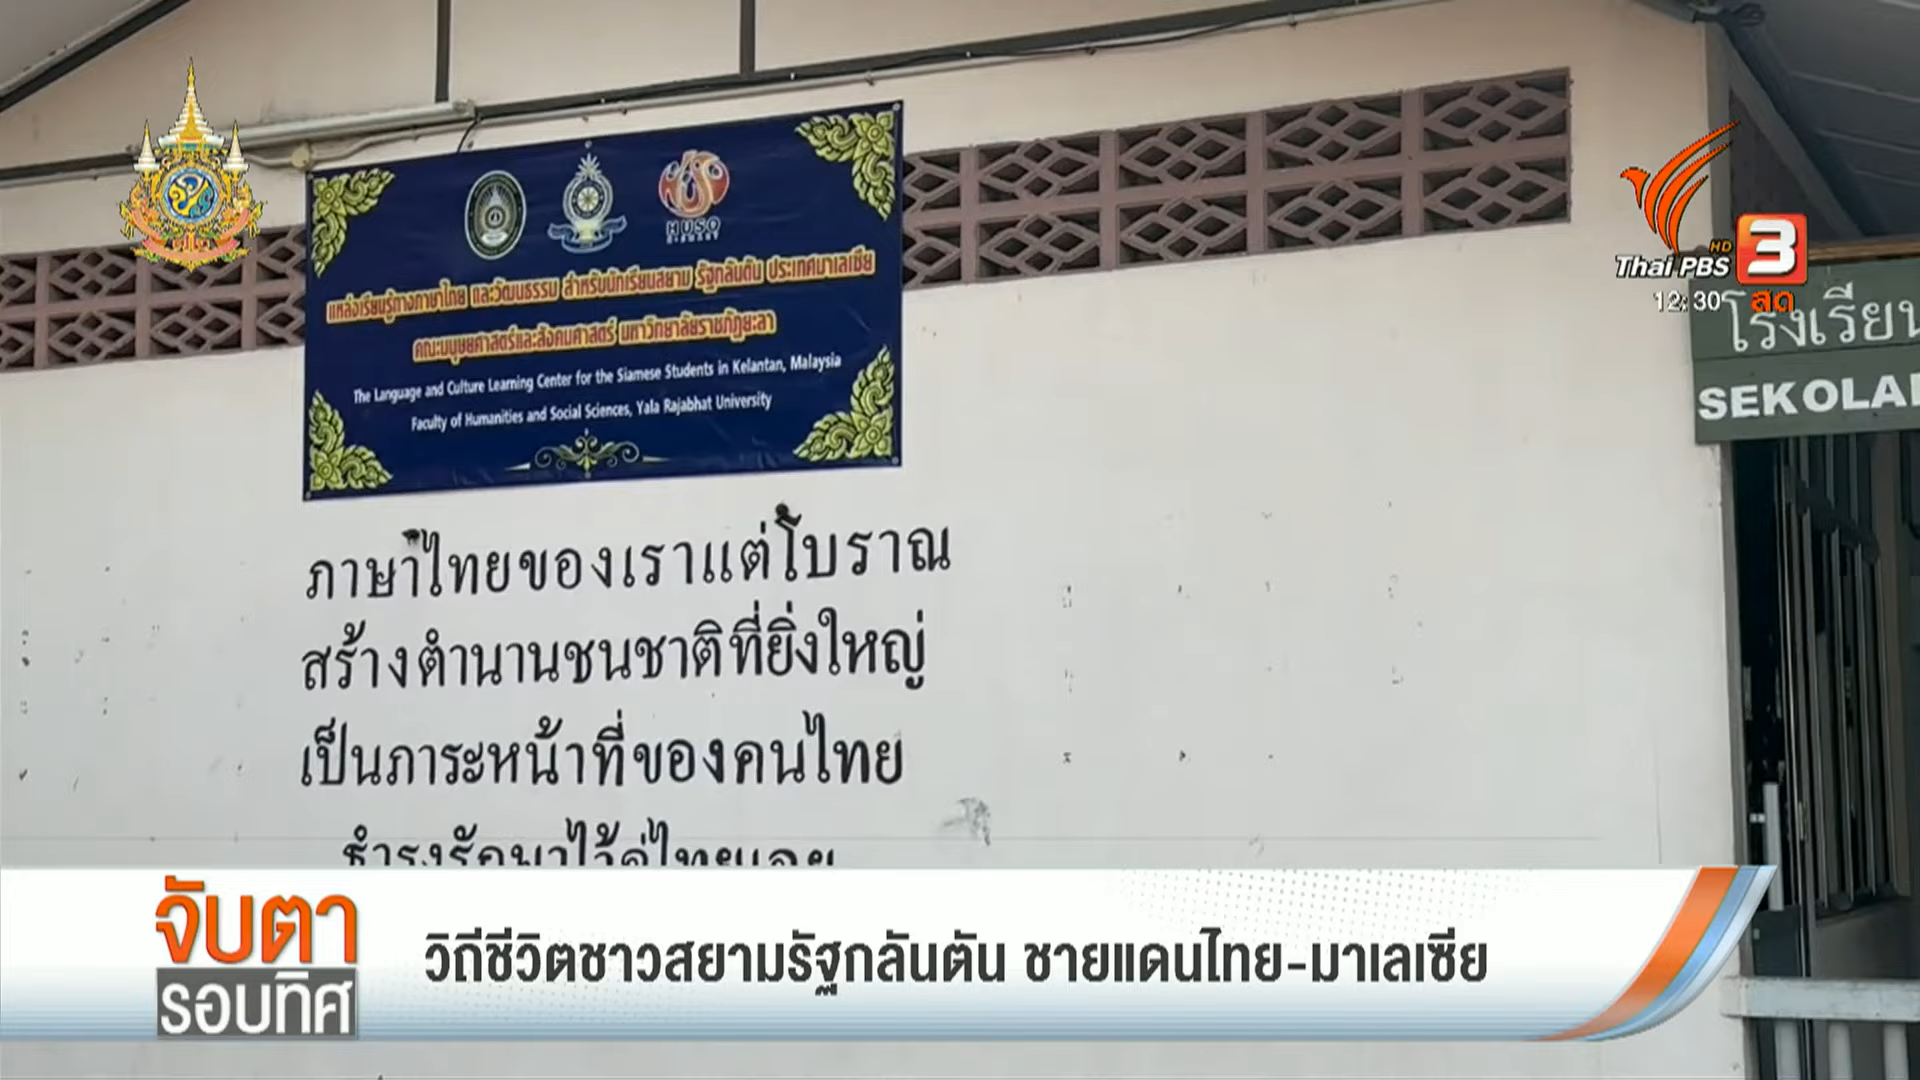 HUSO
แหล่งเรียนรู้ทางภาษาไทย และวัฒนธรรม สำหรับนักเรียนสยาม รัฐกลันตัน ประเทศมาเลเซีย
คณะมนุษยศาสตร์และสังคมศาสตร์ มหาวิทยาลัยราชภัฏยะลา
The Language and Culture Learning Center for the Siamese Students in Kelantan, Malaysia
Faculty of Humanities and Social Sciences, Yala Rajabhat University
Thai PBS HD 3
12:30 สด
โรงเรียน
SEKOLAH
ภาษาไทยของเราแต่โบราณ
สร้างตำนานชนชาติที่ยิ่งใหญ่
เป็นภาระหน้าที่ของคนไทย
จับตา
รอบทิศ
วิถีชีวิตชาวสยามรัฐกลันตัน ชายแดนไทย-มาเลเซีย